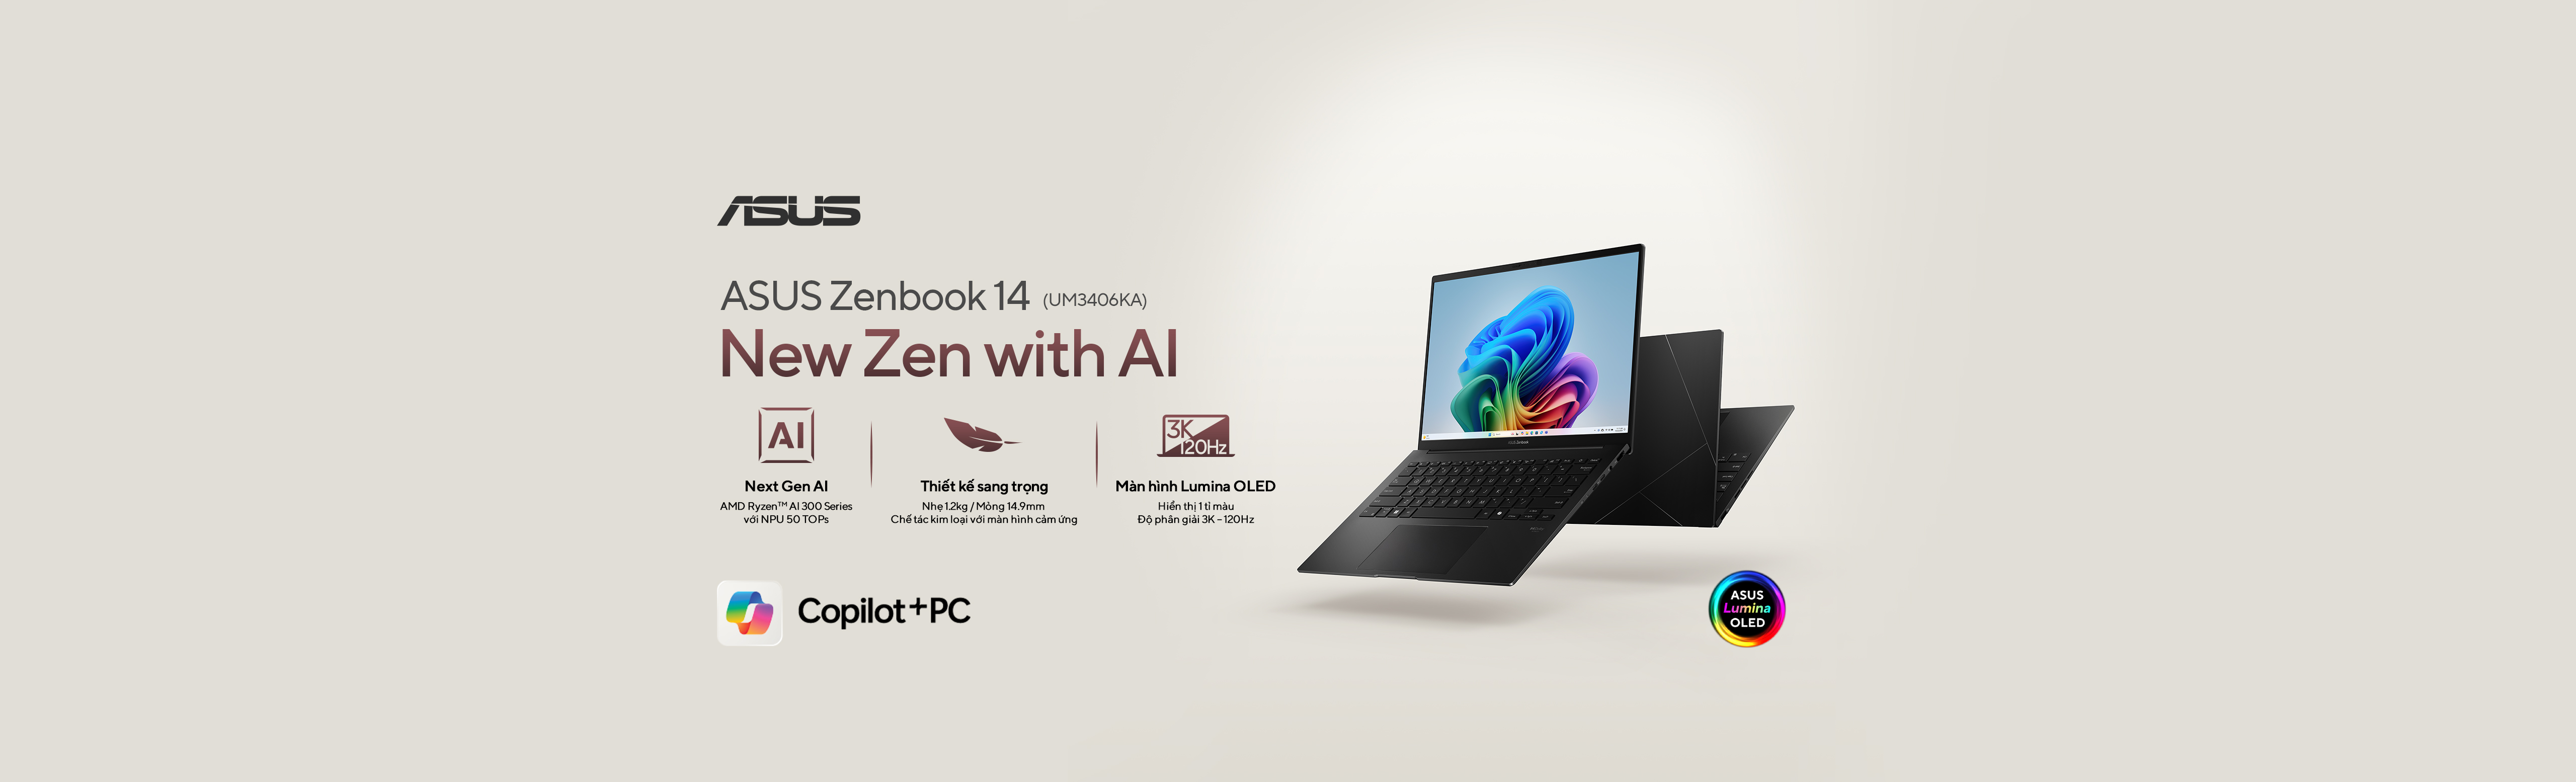 ASUS
ASUS Zenbook 14 (UM3406KA)
New Zen with AI
AI
Next Gen AI
AMD Ryzen™ AI 300 Series
với NPU 50 TOPs
Thiết kế sang trọng
Nhẹ 1.2kg / Mỏng 14.9mm
Chế tác kim loại với màn hình cảm ứng
3K
120Hz
Màn hình Lumina OLED
Hiển thị 1 tỉ màu
Độ phân giải 3K – 120Hz
Copilot+PC
ASUS
Lumina
OLED